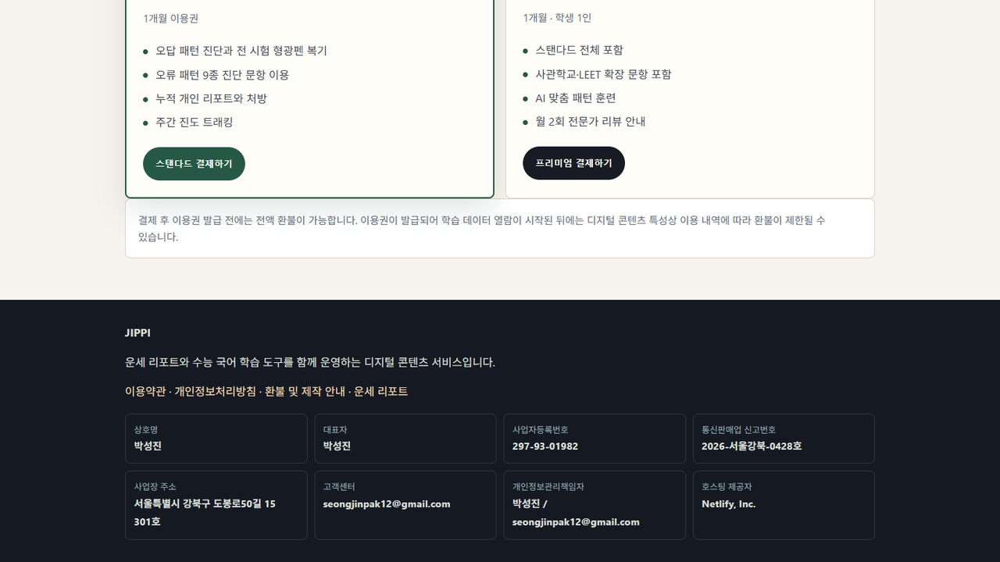 1개월 이용권
오답 패턴 진단과 전 시험 형광펜 복기
오류 패턴 9종 진단 문항 이용
누적 개인 리포트와 처방
주간 진도 트래킹
스탠다드 결제하기
1개월 · 학생 1인
스탠다드 전체 포함
사관학교·LEET 확장 문항 포함
AI 맞춤 패턴 훈련
월 2회 전문가 리뷰 안내
프리미엄 결제하기
결제 후 이용권 발급 전에는 전액 환불이 가능합니다. 이용권이 발급되어 학습 데이터 열람이 시작된 뒤에는 디지털 콘텐츠 특성상 이용 내역에 따라 환불이 제한될 수
있습니다.
JIPPI
운세 리포트와 수능 국어 학습 도구를 함께 운영하는 디지털 콘텐츠 서비스입니다.
이용약관 · 개인정보처리방침 · 환불 및 제작 안내 · 운세 리포트
상호명
박성진
대표자
박성진
사업자등록번호
297-93-01982
통신판매업 신고번호
2026-서울강북-0428호
사업장 주소
서울특별시 강북구 도봉로50길 15
301호
고객센터
seongjinpak12@gmail.com
개인정보관리책임자
박성진 /
seongjinpak12@gmail.com
호스팅 제공자
Netlify, Inc.